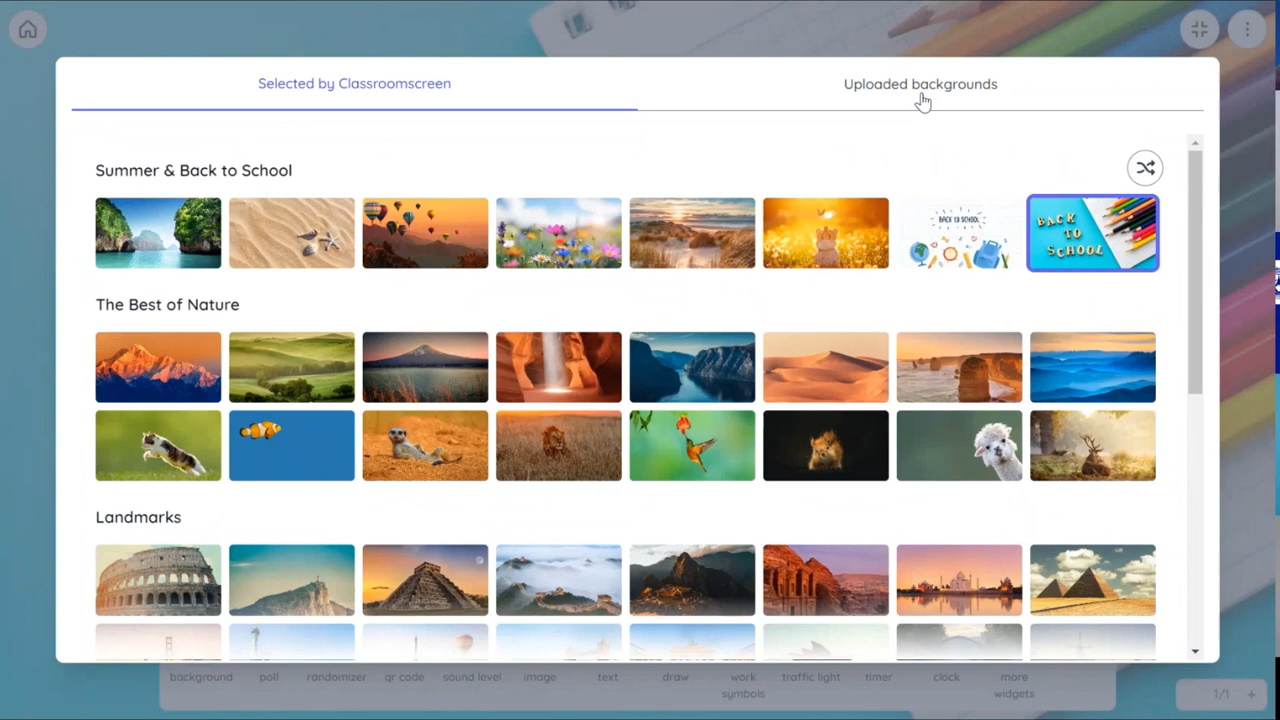 Selected by Classroomscreen
Uploaded backgrounds
Summer & Back to School
BACK TO SCHOOL
BACK
TO
SCHOOL
The Best of Nature
Landmarks
background poll randomizer qr code sound level image text draw work symbols traffic light timer clock more widgets
1/1 +